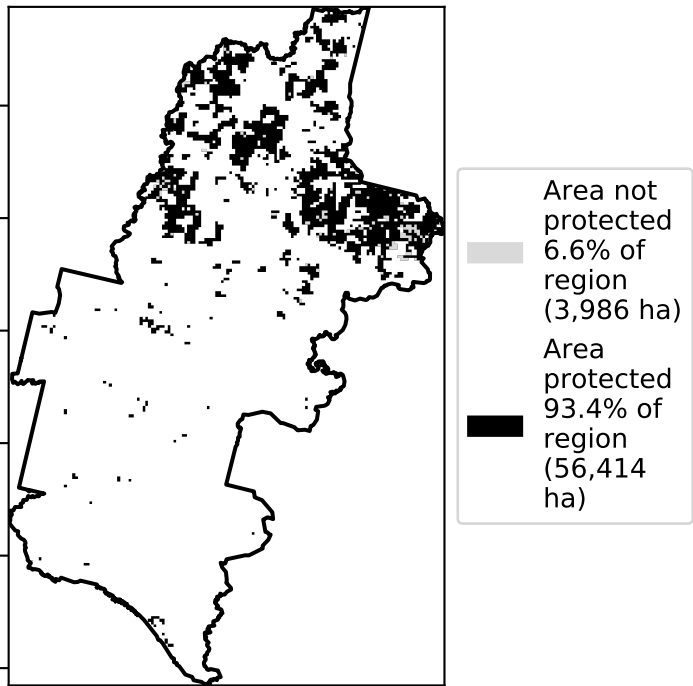 Area not
protected
6.6% of
region
(3,986 ha)
Area
protected
93.4% of
region
(56,414
ha)